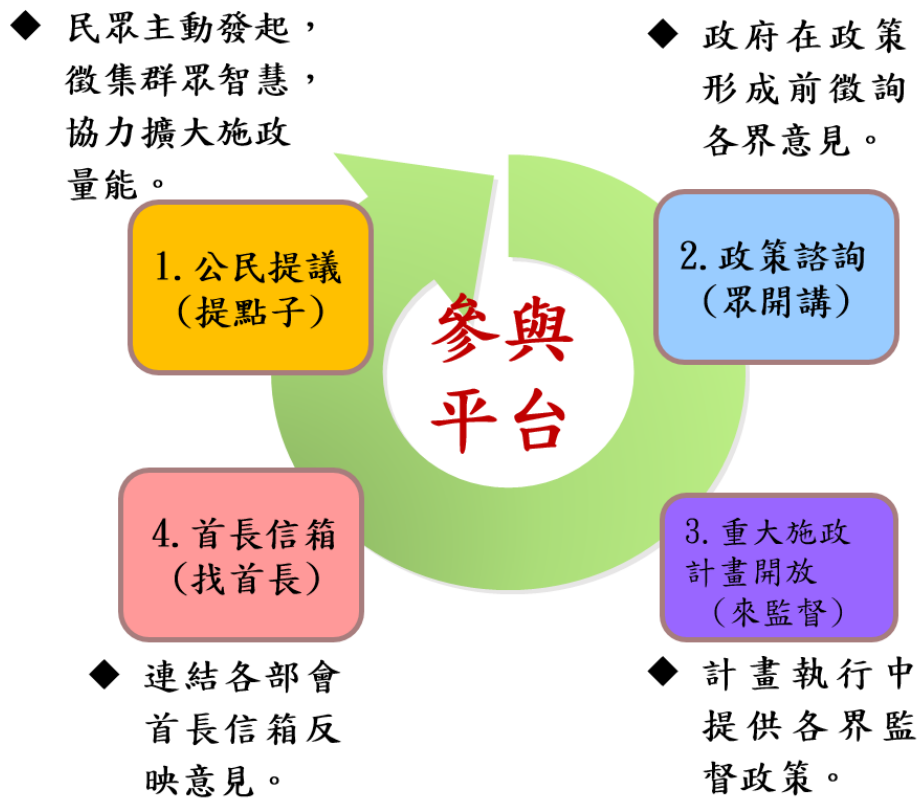 ◆ 民眾主動發起，
徵集群眾智慧，
協力擴大施政
量能。
1. 公民提議
(提點子)
◆ 政府在政策
形成前徵詢
各界意見。
2. 政策諮詢
(眾開講)
參與
平台
3. 重大施政
計畫開放
(來監督)
◆ 計畫執行中
提供各界監
督政策。
4. 首長信箱
(找首長)
◆ 連結各部會
首長信箱反
映意見。